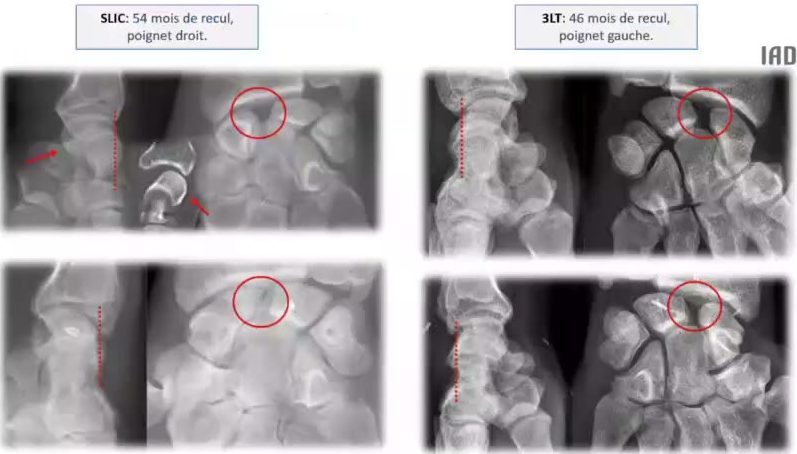 SLIC: 54 mois de recul,
poignet droit.
3LT: 46 mois de recul,
poignet gauche.
IAD